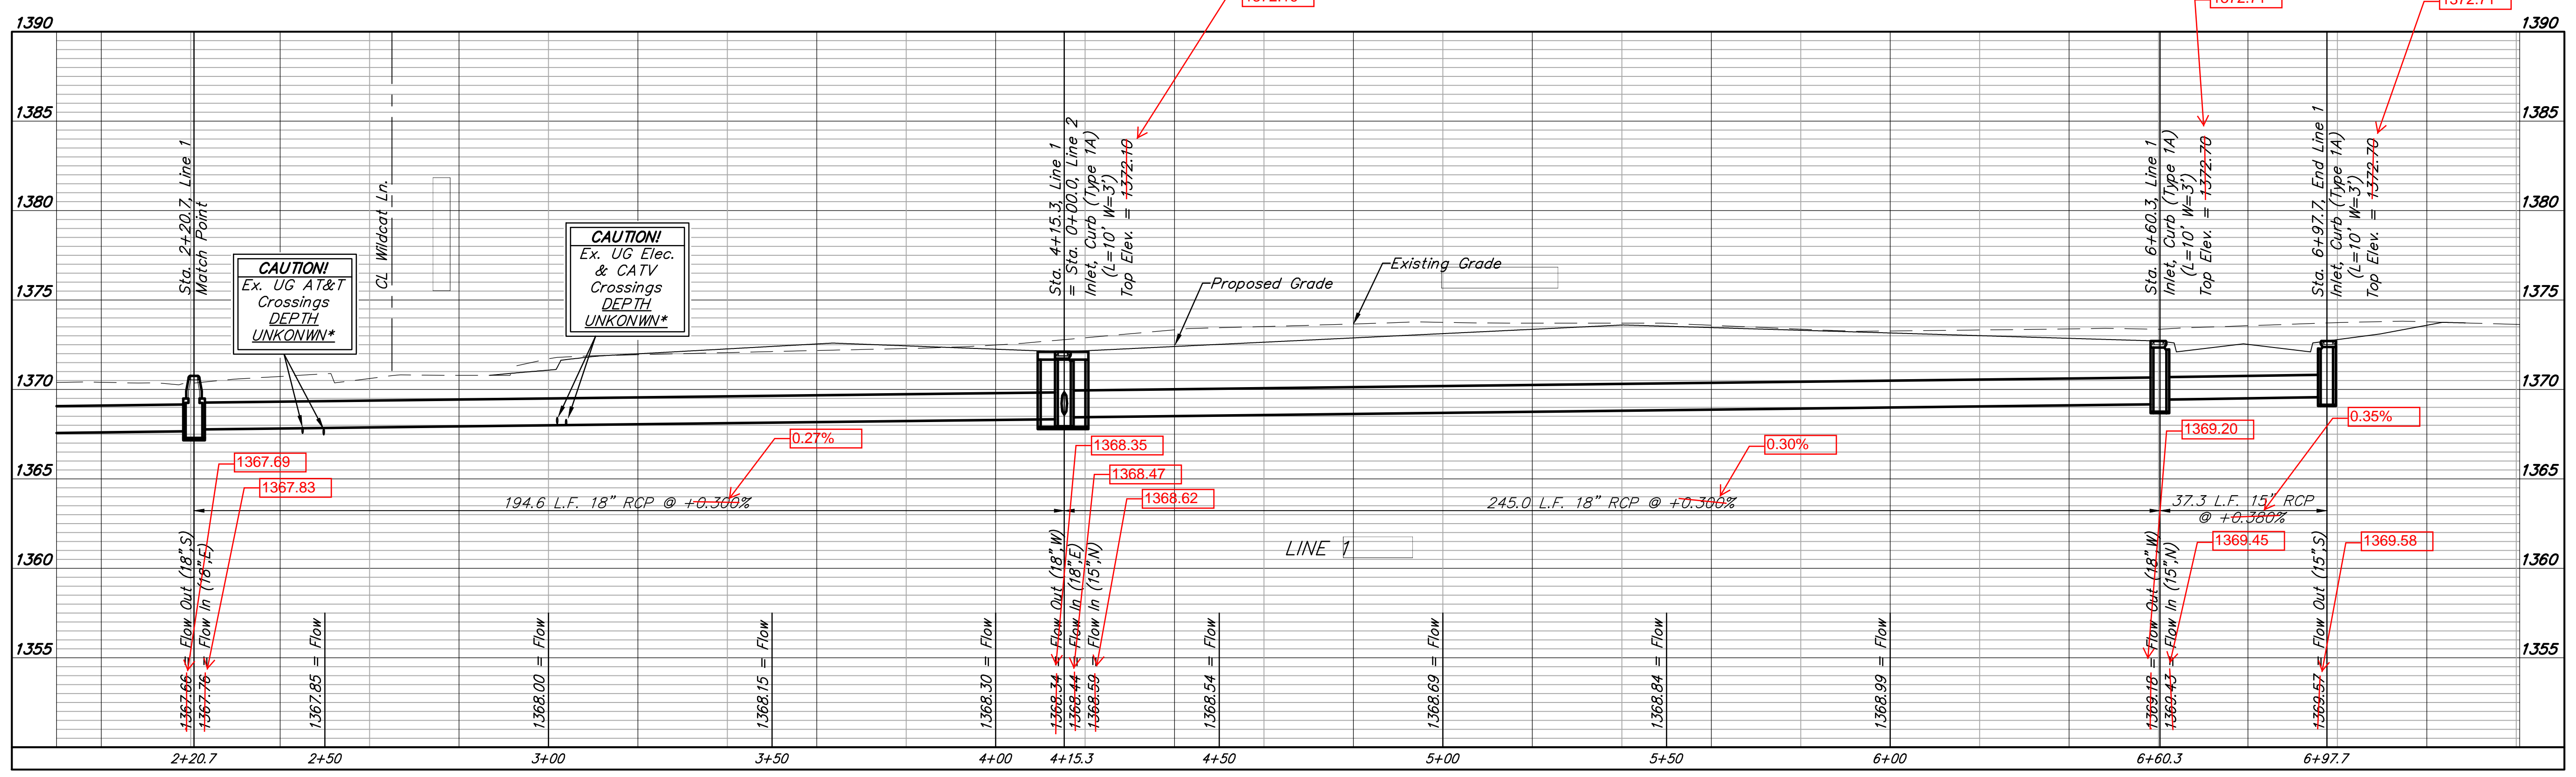 1390
1385
1380
1375
1370
1365
1360
1355
1390
1385
1380
1375
1370
1365
1360
1355
Sta. 2+20.7, Line 1
Match Point
CL Wildcat Ln.
CAUTION!
Ex. UG AT&T
Crossings
DEPTH
UNKONWN*
CAUTION!
Ex. UG Elec.
& CATV
Crossings
DEPTH
UNKONWN*
Sta. 4+15.3, Line 1
= Sta. 0+00.0, Line 2
Inlet, Curb (Type 1A)
(L=10' W=3')
Top Elev. = 1372.10
Proposed Grade
Existing Grade
1372.71
1372.71
Sta. 6+60.3, Line 1
Inlet, Curb (Type 1A)
(L=10' W=3')
Top Elev. = 1372.70
Sta. 6+97.7, End Line 1
Inlet, Curb (Type 1A)
(L=10' W=3')
Top Elev. = 1372.70
1367.69
1367.83
0.27%
1368.35
1368.47
1368.62
0.30%
1369.20
0.35%
1369.45
1369.58
194.6 L.F. 18" RCP @ +0.300%
245.0 L.F. 18" RCP @ +0.300%
37.3 L.F. 15" RCP
@ +0.380%
LINE 1
1367.66 = Flow Out (18",S)
1367.76 = Flow In (18",E)
1367.85 = Flow
1368.00 = Flow
1368.15 = Flow
1368.30 = Flow
1368.34 = Flow Out (18",W)
1368.44 = Flow In (18",E)
1368.59 = Flow In (15",N)
1368.54 = Flow
1368.69 = Flow
1368.84 = Flow
1368.99 = Flow
1369.18 = Flow Out (18",W)
1369.43 = Flow In (15",N)
1369.57 = Flow Out (15",S)
2+20.7
2+50
3+00
3+50
4+00
4+15.3
4+50
5+00
5+50
6+00
6+60.3
6+97.7